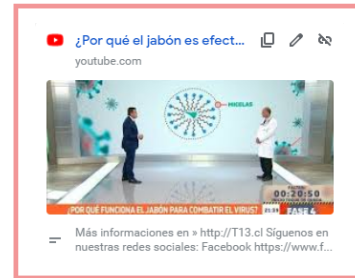 ¿Por qué el jabón es efect...
youtube.com
MICELAS
00:20:50
¿POR QUÉ FUNCIONA EL JABÓN PARA COMBATIR EL VIRUS?
FASE 4
Más informaciones en » http://T13.cl Síguenos en
nuestras redes sociales: Facebook https://www.f...